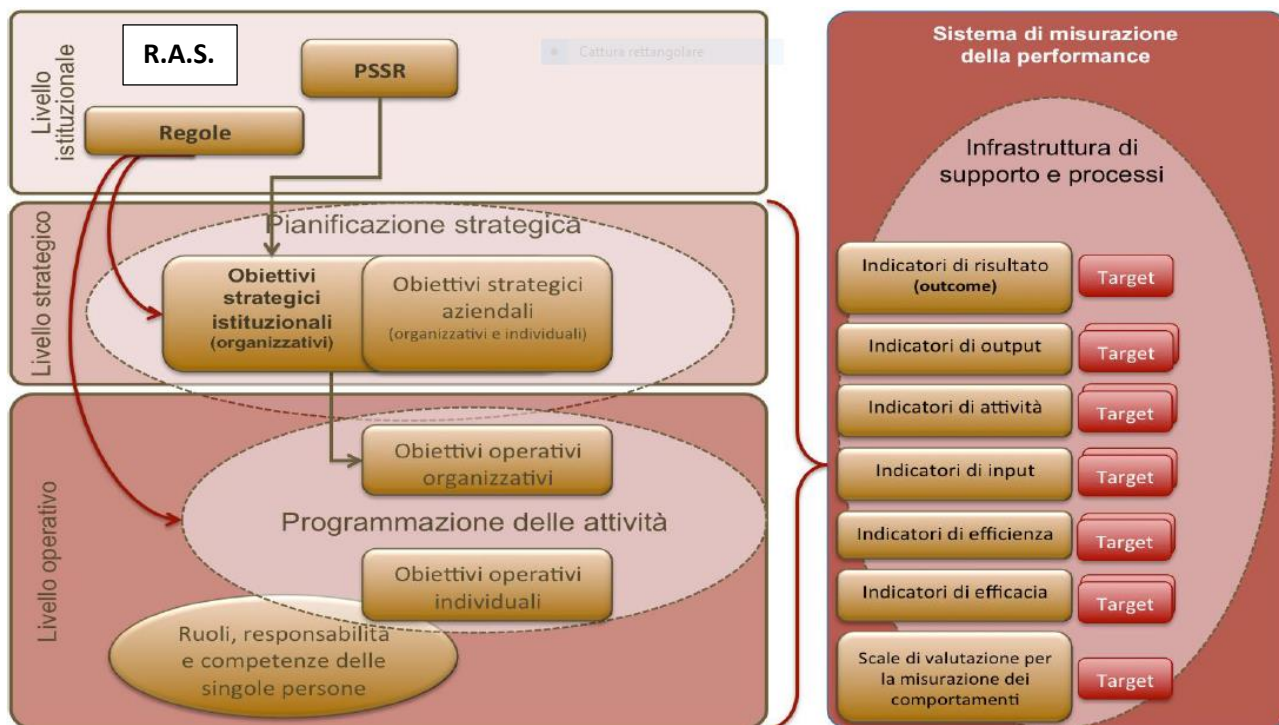 R.A.S.
PSSR
Regole
Livello
istituzionale
Cattura rettangolare
Livello strategico
Pianificazione strategica
Obiettivi
strategici
istituzionali
(organizzativi)
Obiettivi strategici
aziendali
(organizzativi e individuali)
Livello operativo
Obiettivi operativi
organizzativi
Programmazione delle attività
Obiettivi operativi
individuali
Ruoli, responsabilità
e competenze delle
singole persone
Sistema di misurazione
della performance
Infrastruttura di
supporto e processi
Indicatori di risultato
(outcome)
Target
Indicatori di output
Target
Indicatori di attività
Target
Indicatori di input
Target
Indicatori di efficienza
Target
Indicatori di efficacia
Target
Scale di valutazione per
la misurazione dei
comportamenti
Target